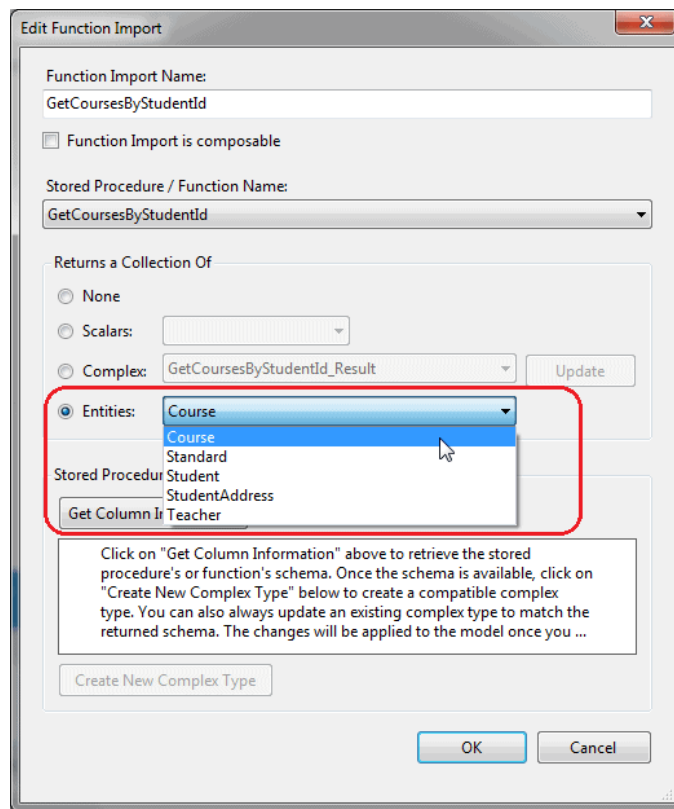 Edit Function Import
Function Import Name:
GetCoursesByStudentId
Function Import is composable
Stored Procedure / Function Name:
GetCoursesByStudentId
Returns a Collection Of
None
Scalars:
Complex: GetCoursesByStudentId_Result Update
Entities: Course
Course
Standard
Student
StudentAddress
Teacher
Stored Procedu
Get Column I
Click on "Get Column Information" above to retrieve the stored
procedure's or function's schema. Once the schema is available, click on
"Create New Complex Type" below to create a compatible complex
type. You can also always update an existing complex type to match the
returned schema. The changes will be applied to the model once you ...
Create New Complex Type
OK Cancel